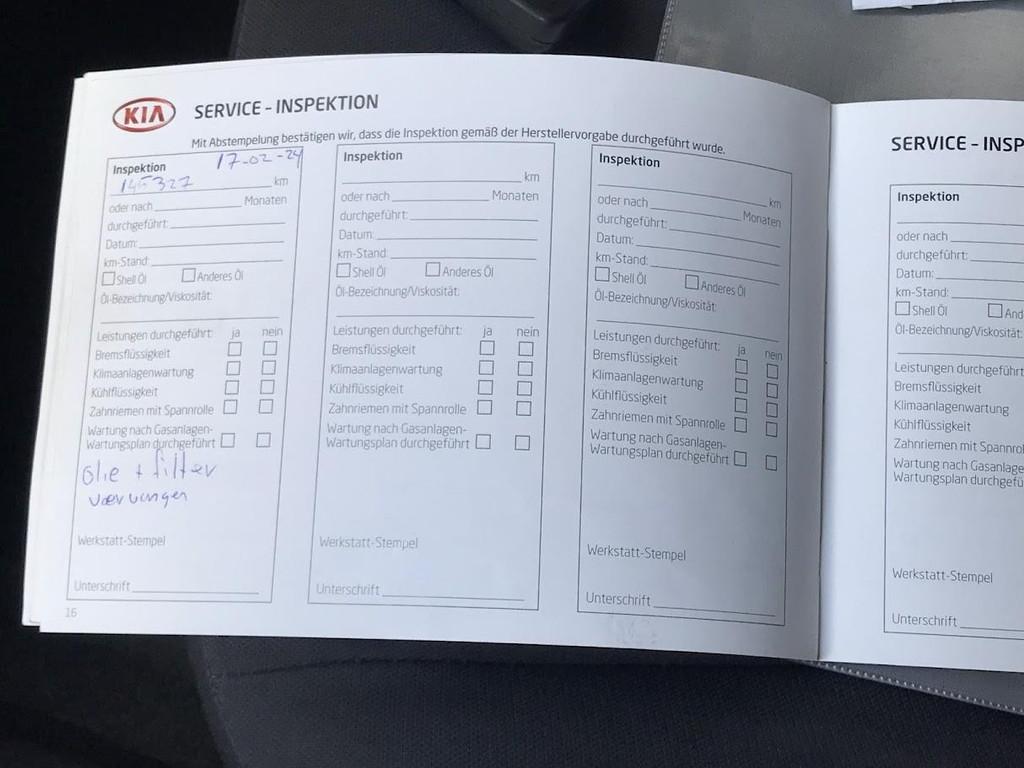 KIA
SERVICE - INSPEKTION
Mit Abstempelung bestätigen wir, dass die Inspektion gemäß der Herstellervorgabe durchgeführt wurde.
Inspektion 17-02-24
145327 km
oder nach Monaten
durchgeführt:
Datum:
km-Stand:
Shell Öl Anderes Öl
Öl-Bezeichnung/Viskosität:
Leistungen durchgeführt: ja nein
Bremsflüssigkeit
Klimaanlagenwartung
Kühlflüssigkeit
Zahnriemen mit Spannrolle
Wartung nach Gasanlagen-
Wartungsplan durchgeführt
olie + filter
vervangen
Werkstatt-Stempel
Unterschrift
16
Inspektion
km
oder nach Monaten
durchgeführt:
Datum:
km-Stand:
Shell Öl Anderes Öl
Öl-Bezeichnung/Viskosität:
Leistungen durchgeführt: ja nein
Bremsflüssigkeit
Klimaanlagenwartung
Kühlflüssigkeit
Zahnriemen mit Spannrolle
Wartung nach Gasanlagen-
Wartungsplan durchgeführt
Werkstatt-Stempel
Unterschrift
Inspektion
km
oder nach Monaten
durchgeführt:
Datum:
km-Stand:
Shell Öl Anderes Öl
Öl-Bezeichnung/Viskosität:
Leistungen durchgeführt: ja nein
Bremsflüssigkeit
Klimaanlagenwartung
Kühlflüssigkeit
Zahnriemen mit Spannrolle
Wartung nach Gasanlagen-
Wartungsplan durchgeführt
Werkstatt-Stempel
Unterschrift
SERVICE - INSP
Inspektion
oder nach
durchgeführt:
Datum:
km-Stand:
Shell Öl And
Öl-Bezeichnung/Viskosität:
Leistungen durchgeführt
Bremsflüssigkeit
Klimaanlagenwartung
Kühlflüssigkeit
Zahnriemen mit Spannrol
Wartung nach Gasanlage
Wartungsplan durchgefü
Werkstatt-Stempel
Unterschrift